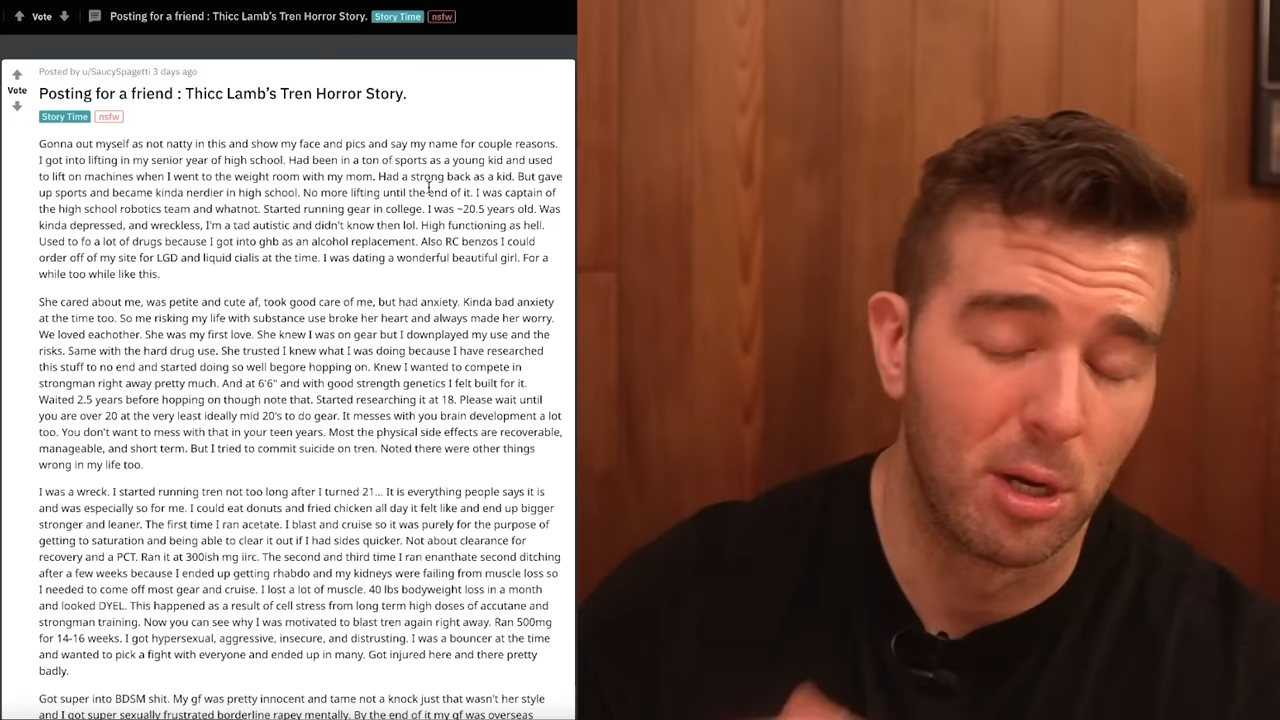 Vote Posting for a friend : Thicc Lamb's Tren Horror Story. Story Time nsfw
Posted by u/SaucySpagetti 3 days ago
Vote
Posting for a friend : Thicc Lamb's Tren Horror Story.
Story Time nsfw
Gonna out myself as not natty in this and show my face and pics and say my name for couple reasons.
I got into lifting in my senior year of high school. Had been in a ton of sports as a young kid and used
to lift on machines when I went to the weight room with my mom. Had a strong back as a kid. But gave
up sports and became kinda nerdier in high school. No more lifting until the end of it. I was captain of
the high school robotics team and whatnot. Started running gear in college. I was ~20.5 years old. Was
kinda depressed, and wreckless, I'm a tad autistic and didn't know then lol. High functioning as hell.
Used to fo a lot of drugs because I got into ghb as an alcohol replacement. Also RC benzos I could
order off of my site for LGD and liquid cialis at the time. I was dating a wonderful beautiful girl. For a
while too while like this.
She cared about me, was petite and cute af, took good care of me, but had anxiety. Kinda bad anxiety
at the time too. So me risking my life with substance use broke her heart and always made her worry.
We loved eachother. She was my first love. She knew I was on gear but I downplayed my use and the
risks. Same with the hard drug use. She trusted I knew what I was doing because I have researched
this stuff to no end and started doing so well begore hopping on. Knew I wanted to compete in
strongman right away pretty much. And at 6'6" and with good strength genetics I felt built for it.
Waited 2.5 years before hopping on though note that. Started researching it at 18. Please wait until
you are over 20 at the very least ideally mid 20's to do gear. It messes with you brain development a lot
too. You don't want to mess with that in your teen years. Most the physical side effects are recoverable,
manageable, and short term. But I tried to commit suicide on tren. Noted there were other things
wrong in my life too.
I was a wreck. I started running tren not too long after I turned 21... It is everything people says it is
and was especially so for me. I could eat donuts and fried chicken all day it felt like and end up bigger
stronger and leaner. The first time I ran acetate. I blast and cruise so it was purely for the purpose of
getting to saturation and being able to clear it out if I had sides quicker. Not about clearance for
recovery and a PCT. Ran it at 300ish mg iirc. The second and third time I ran enanthate second ditching
after a few weeks because I ended up getting rhabdo and my kidneys were failing from muscle loss so
I needed to come off most gear and cruise. I lost a lot of muscle. 40 lbs bodyweight loss in a month
and looked DYEL. This happened as a result of cell stress from long term high doses of accutane and
strongman training. Now you can see why I was motivated to blast tren again right away. Ran 500mg
for 14-16 weeks. I got hypersexual, aggressive, insecure, and distrusting. I was a bouncer at the time
and wanted to pick a fight with everyone and ended up in many. Got injured here and there pretty
badly.
Got super into BDSM shit. My gf was pretty innocent and tame not a knock just that wasn't her style
and I got super sexually frustrated borderline rapey mentally. By the end of it my gf was overseas